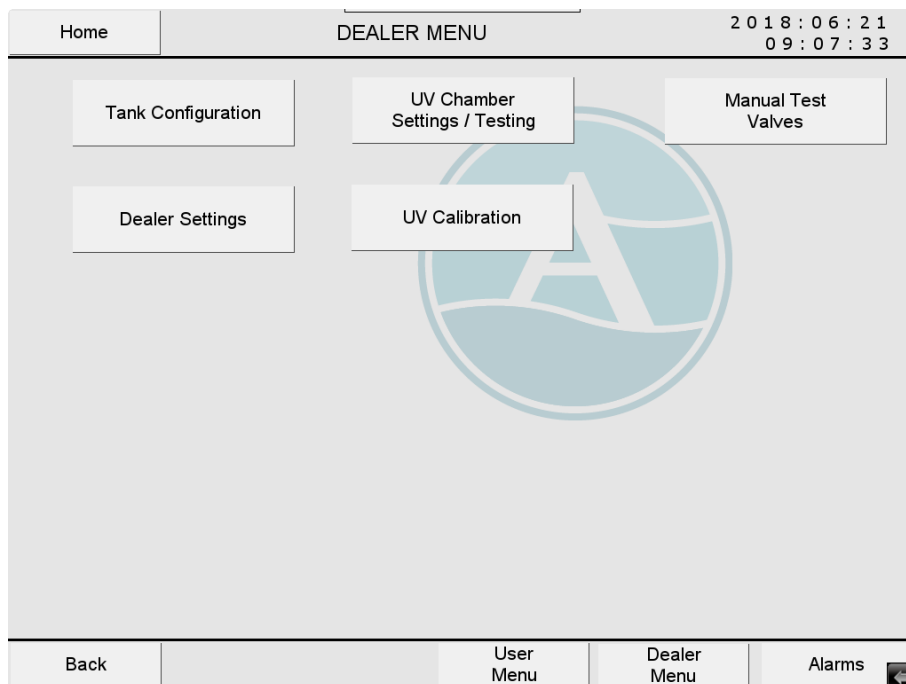 Home
DEALER MENU
2018:06:21
09:07:33
Tank Configuration
UV Chamber
Settings / Testing
Manual Test
Valves
Dealer Settings
UV Calibration
A
Back
User
Menu
Dealer
Menu
Alarms